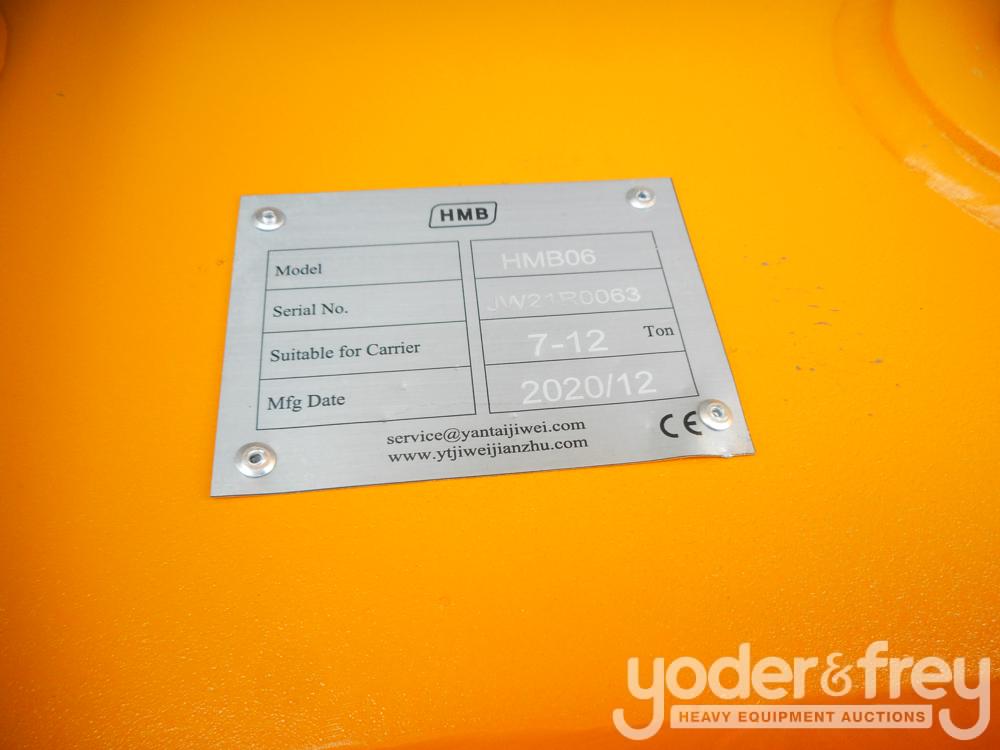 HMB
Model HMB06
Serial No. JW21R0063
Suitable for Carrier 7-12 Ton
Mfg Date 2020/12
service@yantaijiwei.com
www.ytjiweijianzhu.com
CE
yoder&frey
HEAVY EQUIPMENT AUCTIONS